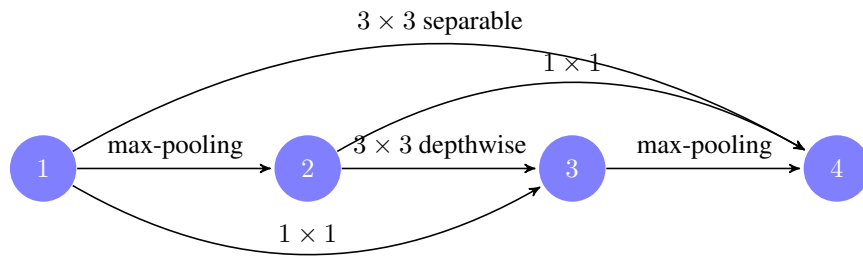 3 × 3 separable
1 × 1
max-pooling
3 × 3 depthwise
max-pooling
1
2
3
4
1 × 1